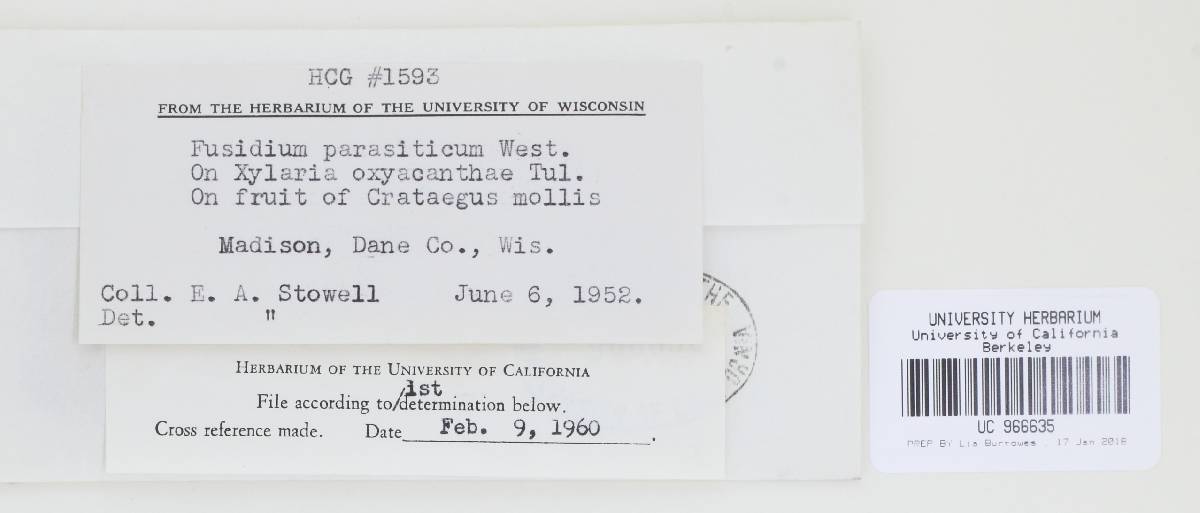 HCG #1593
FROM THE HERBARIUM OF THE UNIVERSITY OF WISCONSIN
Fusidium parasiticum West.
On Xylaria oxyacanthae Tul.
On fruit of Crataegus mollis
Madison, Dane Co., Wis.
Coll. E. A. Stowell June 6, 1952.
Det. "
THE
HERBARIUM OF THE UNIVERSITY OF CALIFORNIA
1st
File according to/determination below.
Cross reference made. Date Feb. 9, 1960.
UNIVERSITY HERBARIUM
University of California
Berkeley
UC 966635
PREP BY Lia Burrowes . 17 Jan 2018